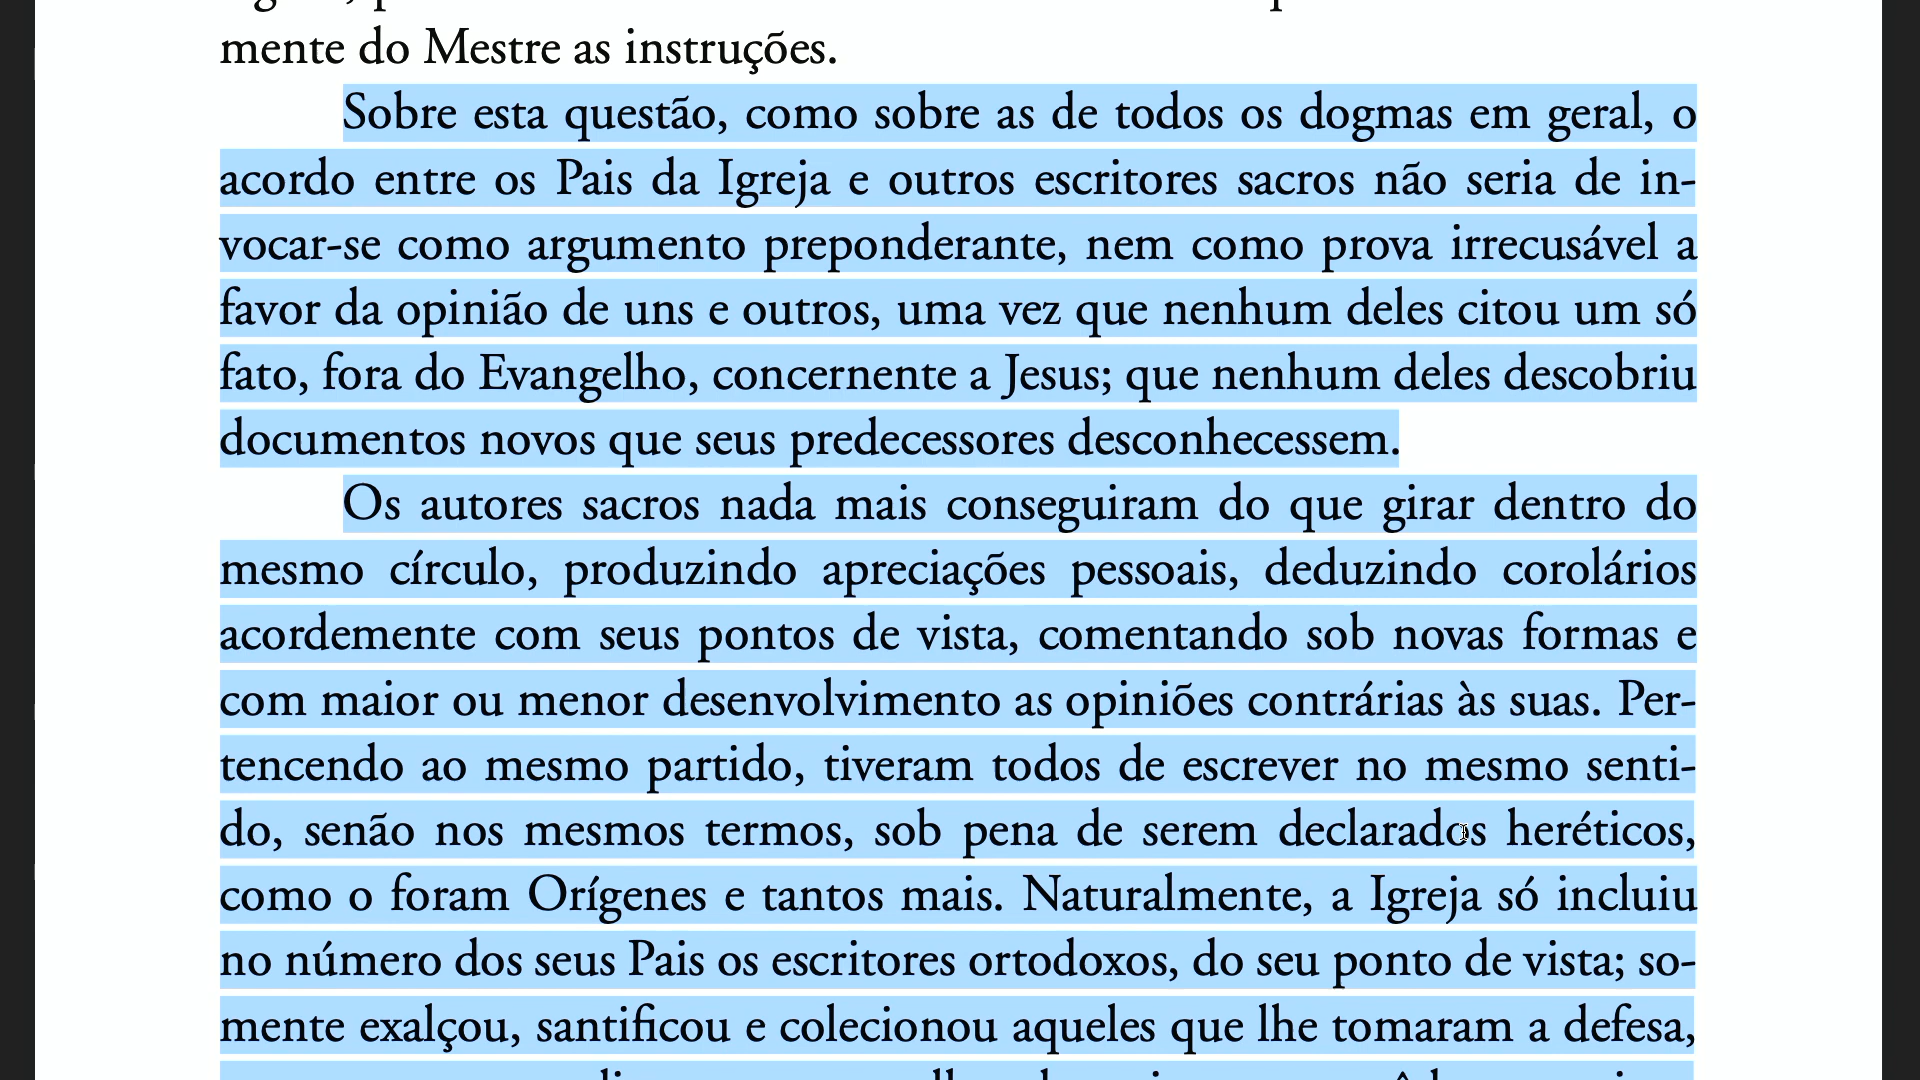 mente do Mestre as instruções.
Sobre esta questão, como sobre as de todos os dogmas em geral, o
acordo entre os Pais da Igreja e outros escritores sacros não seria de in-
vocar-se como argumento preponderante, nem como prova irrecusável a
favor da opinião de uns e outros, uma vez que nenhum deles citou um só
fato, fora do Evangelho, concernente a Jesus; que nenhum deles descobriu
documentos novos que seus predecessores desconhecessem.
Os autores sacros nada mais conseguiram do que girar dentro do
mesmo círculo, produzindo apreciações pessoais, deduzindo corolários
acordemente com seus pontos de vista, comentando sob novas formas e
com maior ou menor desenvolvimento as opiniões contrárias às suas. Per-
tencendo ao mesmo partido, tiveram todos de escrever no mesmo senti-
do, senão nos mesmos termos, sob pena de serem declarados heréticos,
como o foram Orígenes e tantos mais. Naturalmente, a Igreja só incluiu
no número dos seus Pais os escritores ortodoxos, do seu ponto de vista; so-
mente exalçou, santificou e colecionou aqueles que lhe tomaram a defesa,